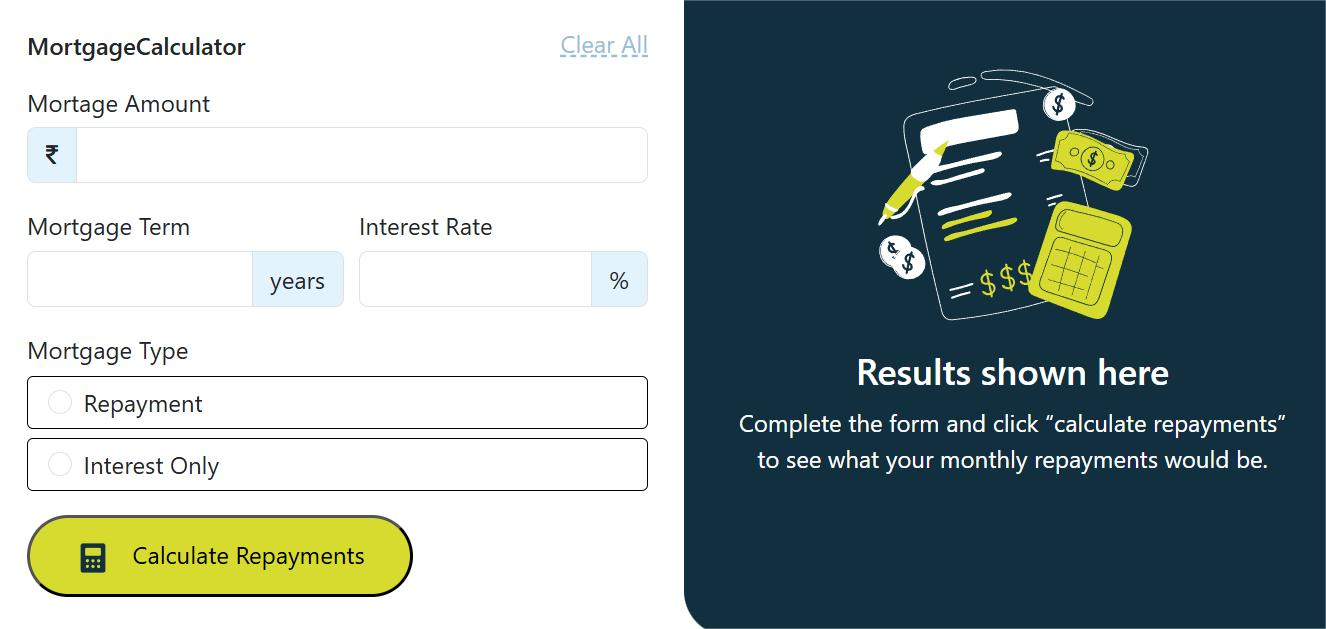 MortgageCalculator
Clear All
Mortage Amount
₹
Mortgage Term
Interest Rate
years
%
Mortgage Type
Repayment
Interest Only
Calculate Repayments
$
$
$
$
$$$
Results shown here
Complete the form and click “calculate repayments”
to see what your monthly repayments would be.